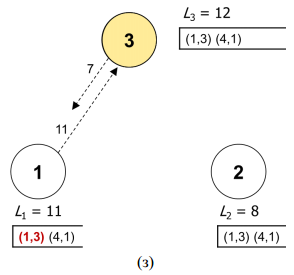 3
L₃ = 12
(1,3) (4,1)
7
11
1
2
L₁ = 11
L₂ = 8
(1,3) (4,1)
(1,3) (4,1)
(з)